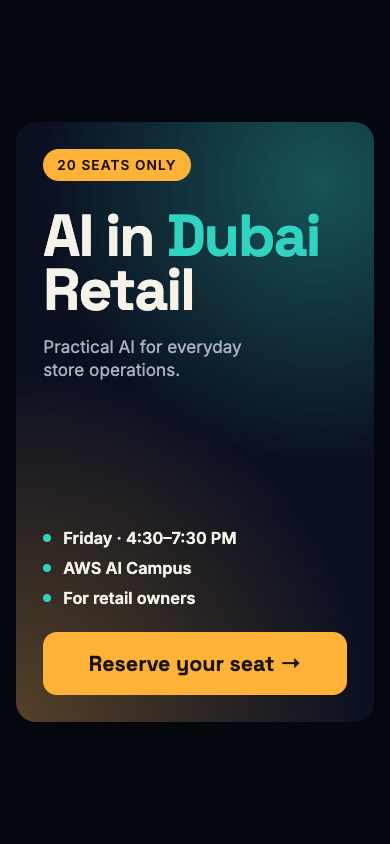 20 SEATS ONLY
AI in Dubai
Retail
Practical AI for everyday
store operations.
Friday · 4:30–7:30 PM
AWS AI Campus
For retail owners
Reserve your seat →